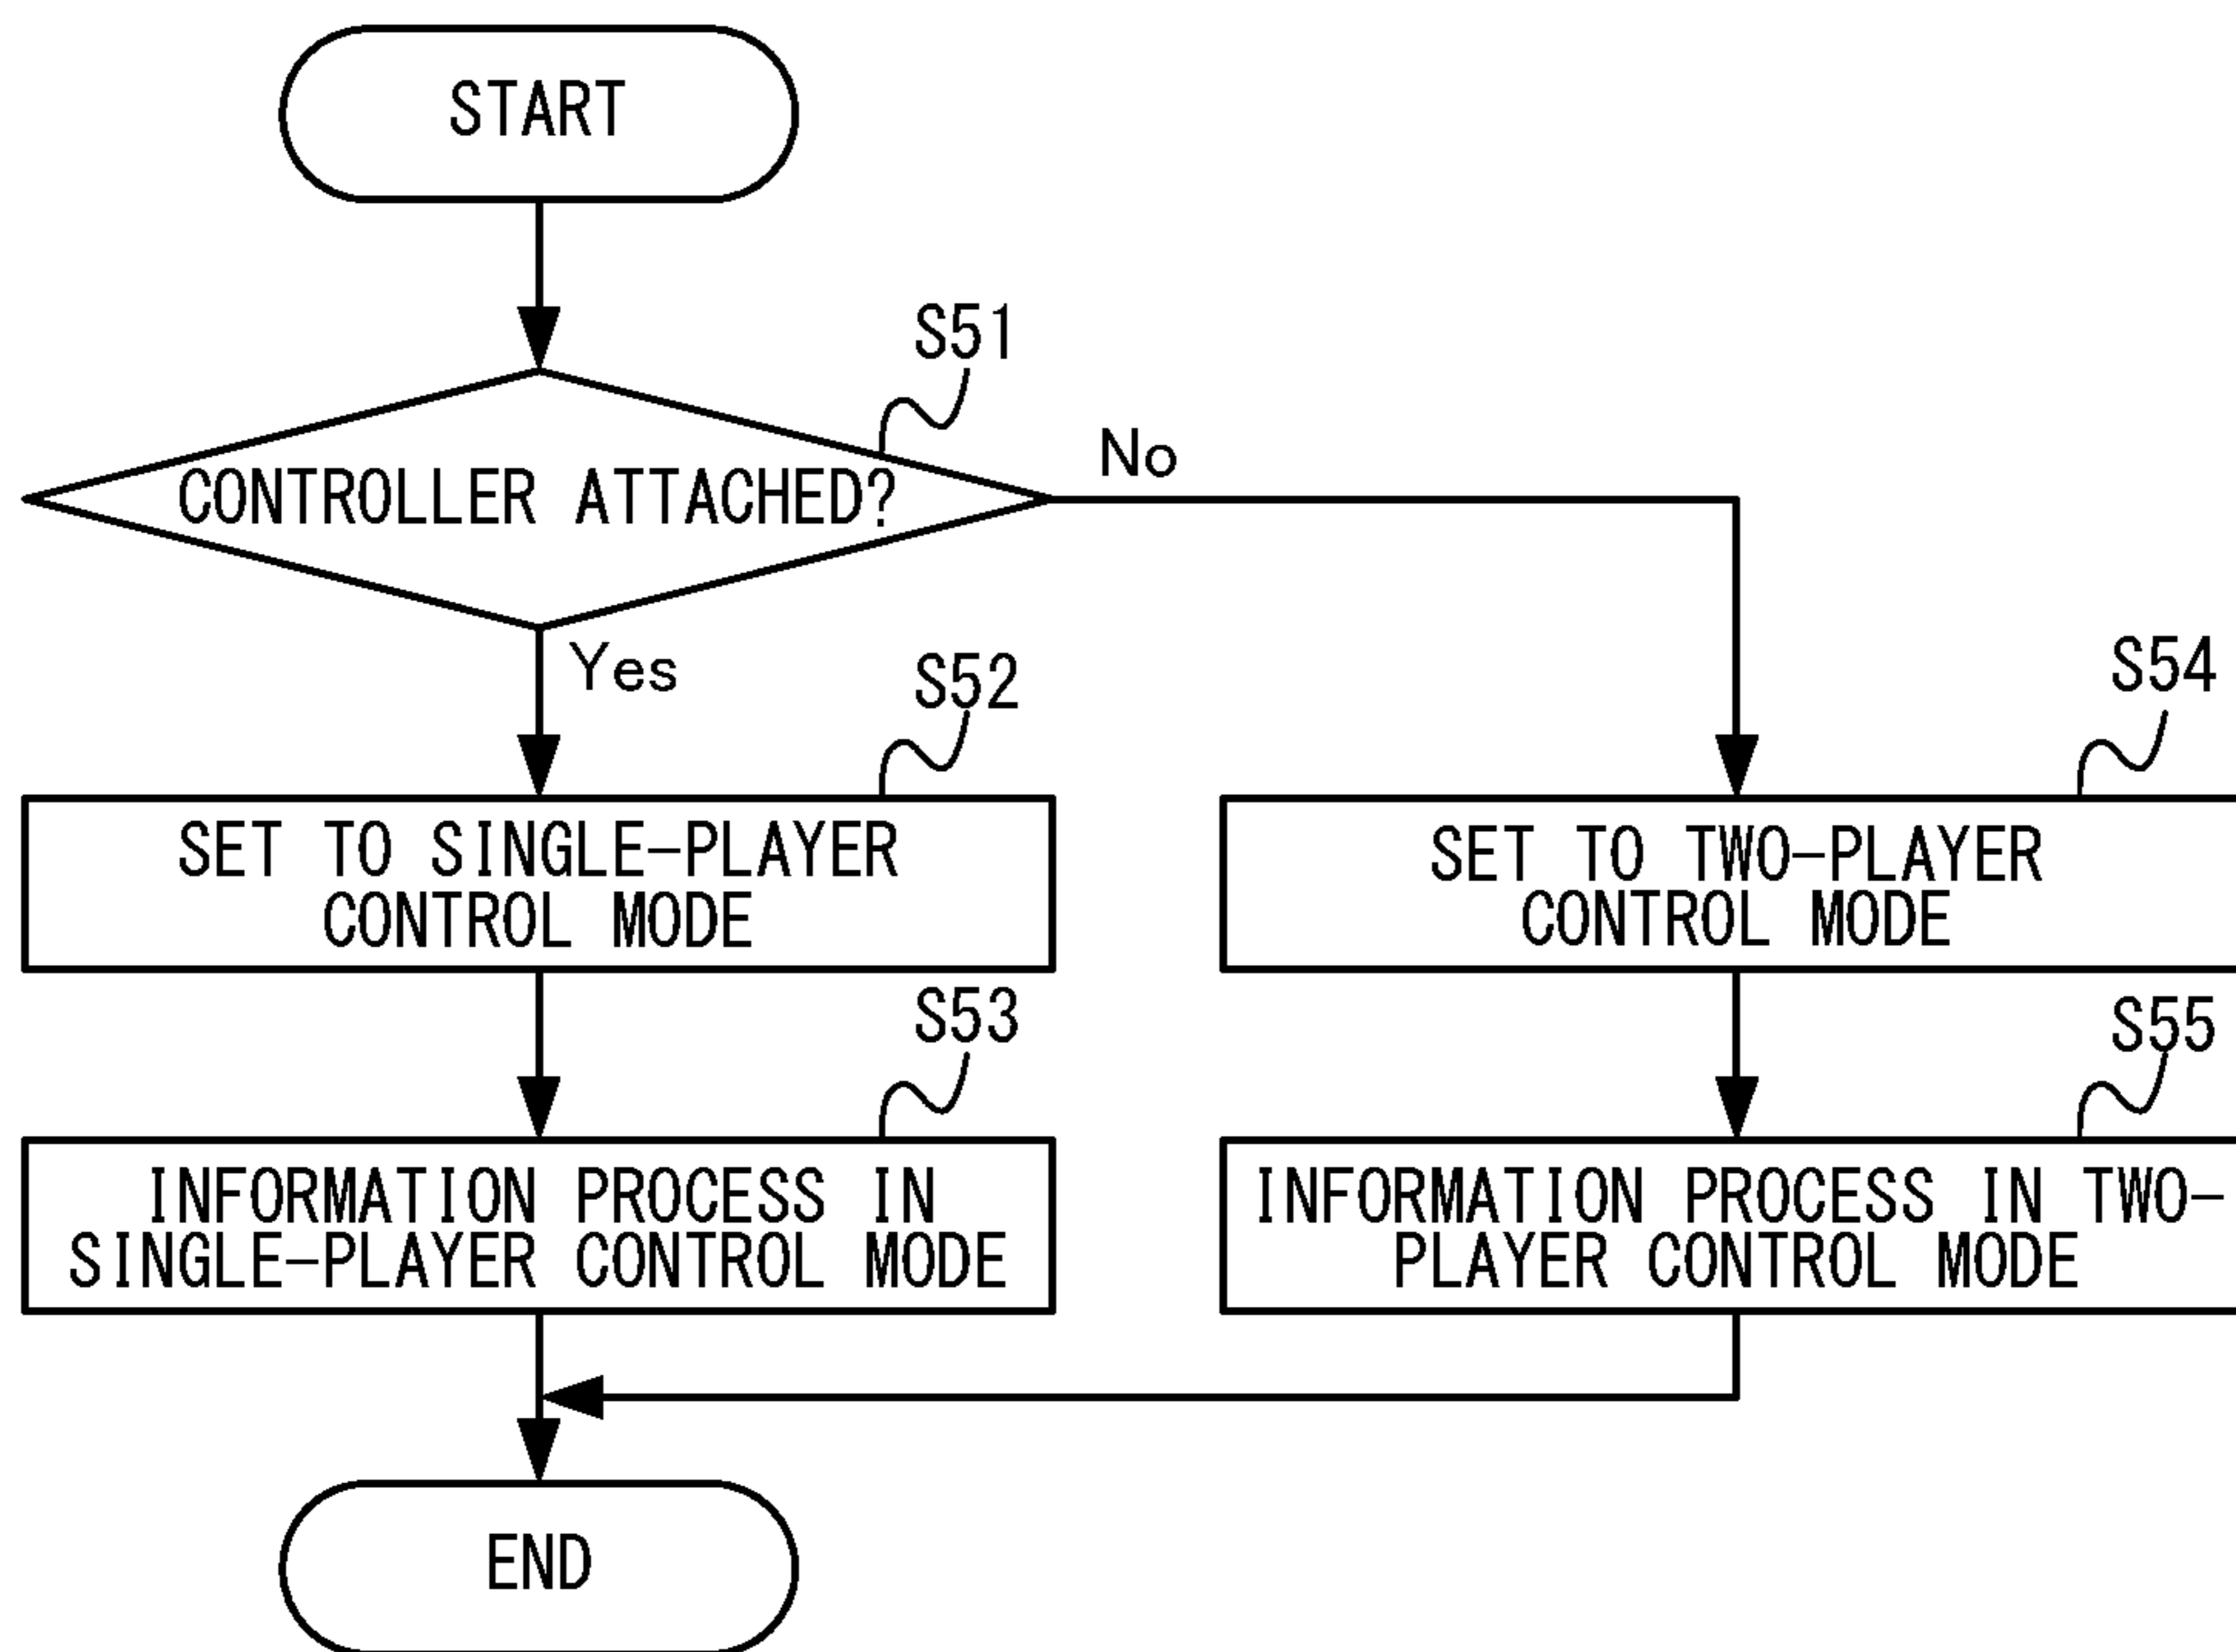 START
S51
CONTROLLER ATTACHED?
No
Yes
S52
SET TO SINGLE-PLAYER
CONTROL MODE
S53
INFORMATION PROCESS IN
SINGLE-PLAYER CONTROL MODE
S54
SET TO TWO-PLAYER
CONTROL MODE
S55
INFORMATION PROCESS IN TWO-
PLAYER CONTROL MODE
END